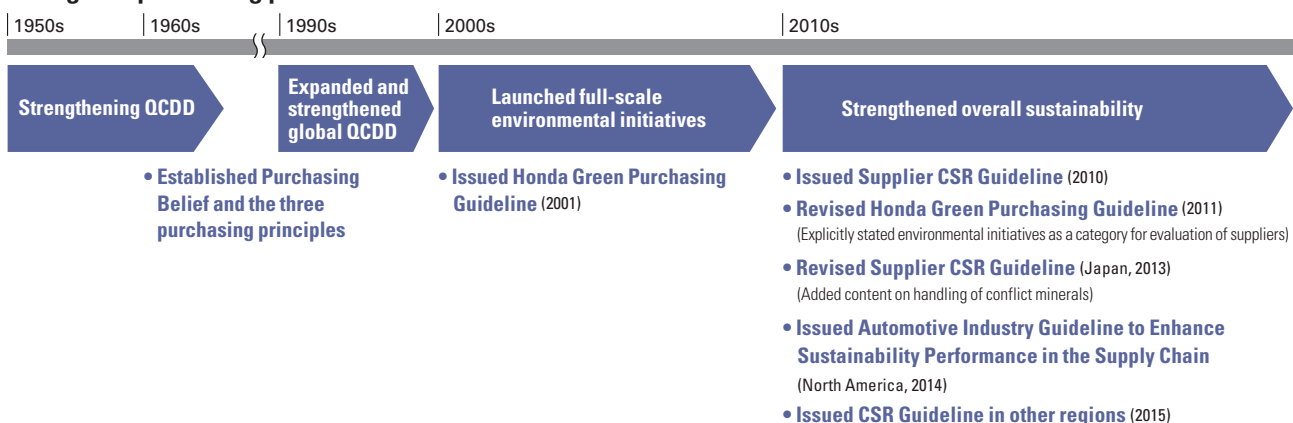 1950s
1960s
1990s
2000s
2010s
Strengthening QCDD
Expanded and
strengthened
global QCDD
Launched full-scale
environmental initiatives
Strengthened overall sustainability
• Established Purchasing
Belief and the three
purchasing principles
• Issued Honda Green Purchasing
Guideline (2001)
• Issued Supplier CSR Guideline (2010)
• Revised Honda Green Purchasing Guideline (2011)
(Explicitly stated environmental initiatives as a category for evaluation of suppliers)
• Revised Supplier CSR Guideline (Japan, 2013)
(Added content on handling of conflict minerals)
• Issued Automotive Industry Guideline to Enhance
Sustainability Performance in the Supply Chain
(North America, 2014)
• Issued CSR Guideline in other regions (2015)